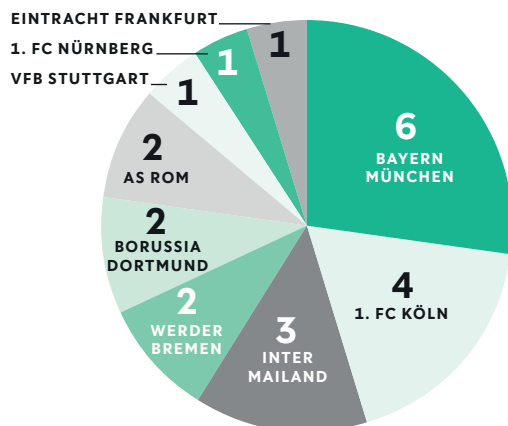 EINTRACHT FRANKFURT
1. FC NÜRNBERG
VFB STUTTGART
1
1
1
6
BAYERN
MÜNCHEN
2
AS ROM
2
BORUSSIA
DORTMUND
4
1. FC KÖLN
2
WERDER
BREMEN
3
INTER
MAILAND